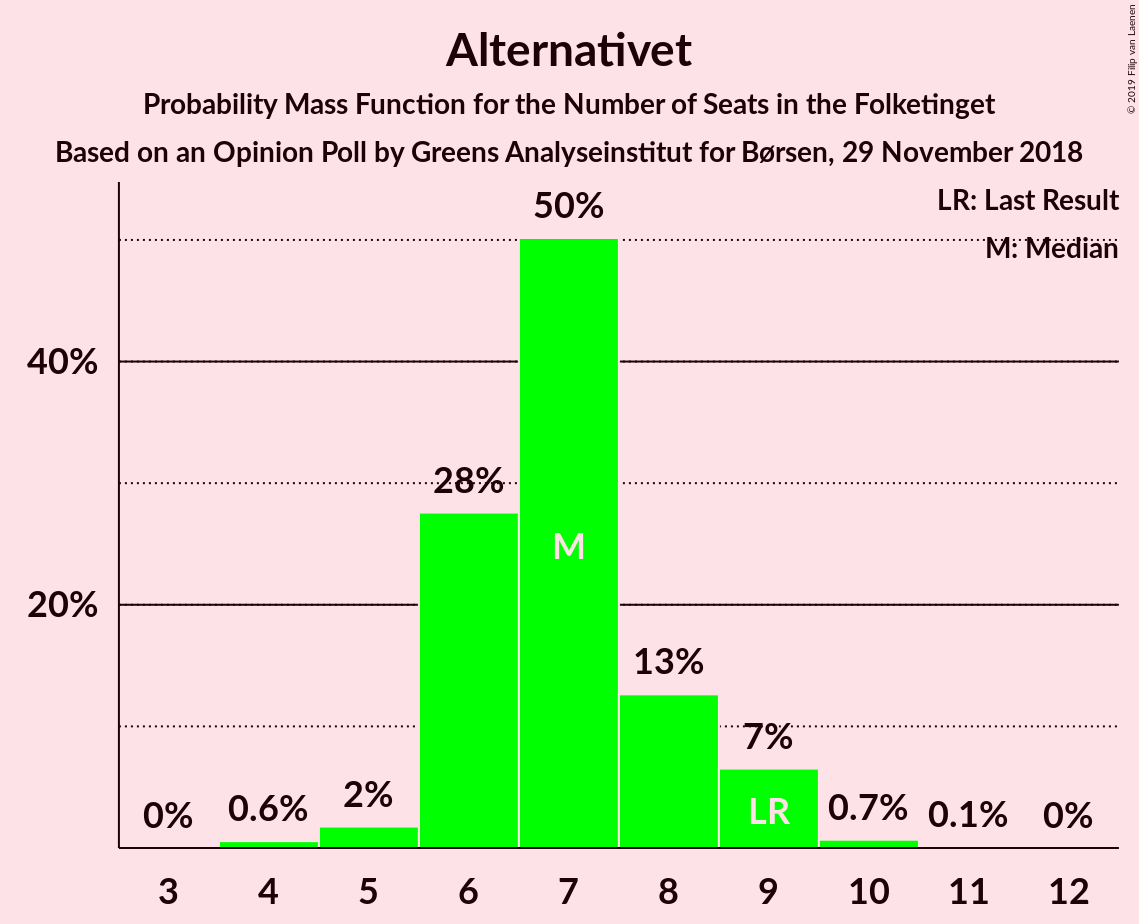 Alternativet
Probability Mass Function for the Number of Seats in the Folketinget
Based on an Opinion Poll by Greens Analyseinstitut for Børsen, 29 November 2018
© 2019 Filip van Laenen
LR: Last Result
M: Median
50%
40%
28%
M
20%
13%
7%
LR
0% 0.6% 2% 0.7% 0.1% 0%
3 4 5 6 7 8 9 10 11 12